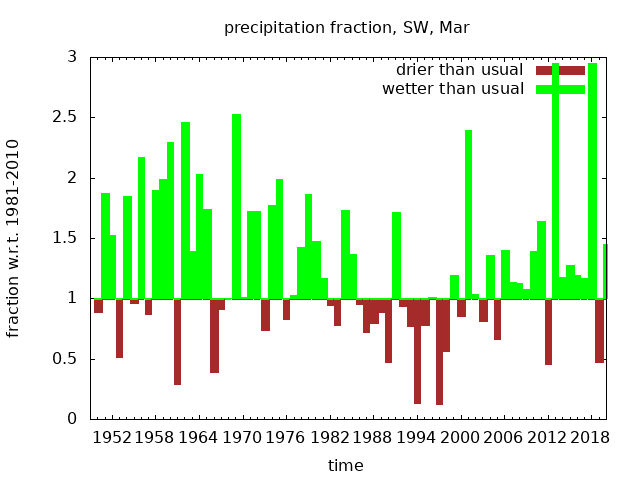 precipitation fraction, SW, Mar
drier than usual
wetter than usual
fraction w.r.t. 1981-2010
3
2.5
2
1.5
1
0.5
0
1952 1958 1964 1970 1976 1982 1988 1994 2000 2006 2012 2018
time